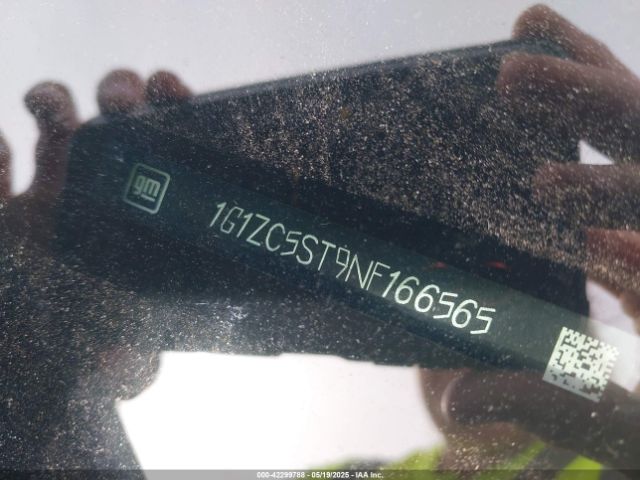 gm
1G1ZC5ST9NF166565
000-42299788 - 05/19/2025 - IAA Inc.